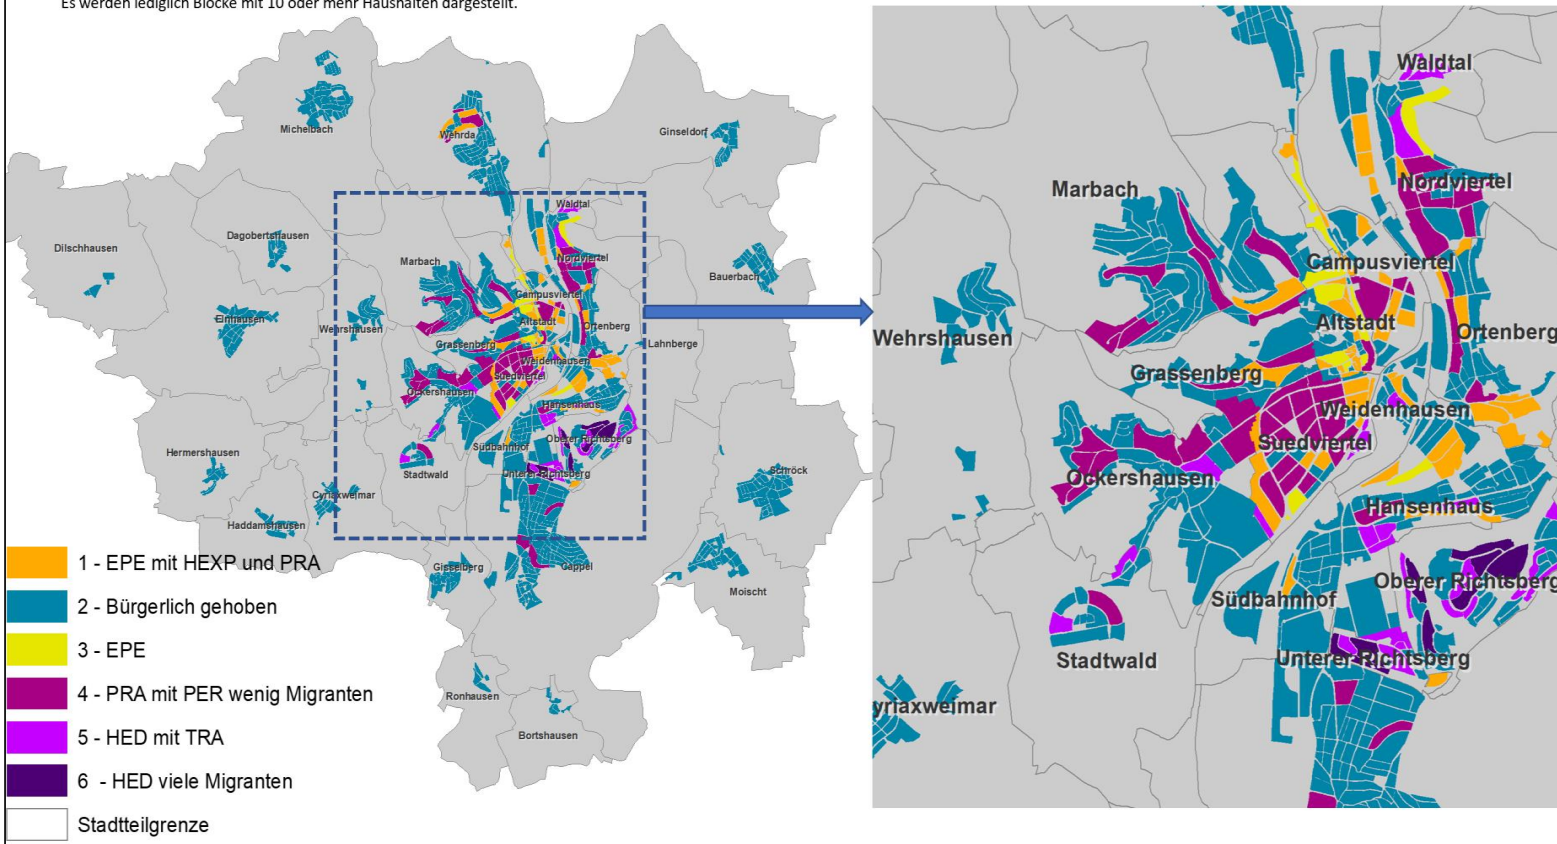 Es werden lediglich Blöcke mit 10 oder mehr Haushalten dargestellt.
Michelbach
Wehrda
Ginseldorf
Waldtal
Dilschhausen
Dagobertshausen
Marbach
Nordviertel
Bauerbach
Campusviertel
Elnhausen
Wehrshausen
Altstadt
Ortenberg
Grassenberg
Lahnberge
Weidenhausen
Suedviertel
Ockershausen
Hansenhaus
Oberer Richtsberg
Südbahnhof
Hermershausen
Stadtwald
Unterer Richtsberg
Schröck
Cyriaxweimar
Haddamshausen
Gisselberg
Cappel
Moischt
Ronhausen
Bortshausen
1 - EPE mit HEXP und PRA
2 - Bürgerlich gehoben
3 - EPE
4 - PRA mit PER wenig Migranten
5 - HED mit TRA
6 - HED viele Migranten
Stadtteilgrenze
Waldtal
Marbach
Nordviertel
Campusviertel
Altstadt
Wehrshausen
Ortenberg
Grassenberg
Weidenhausen
Suedviertel
Ockershausen
Hansenhaus
Oberer Richtsberg
Südbahnhof
Stadtwald
Unterer Richtsberg
yriaxweimar